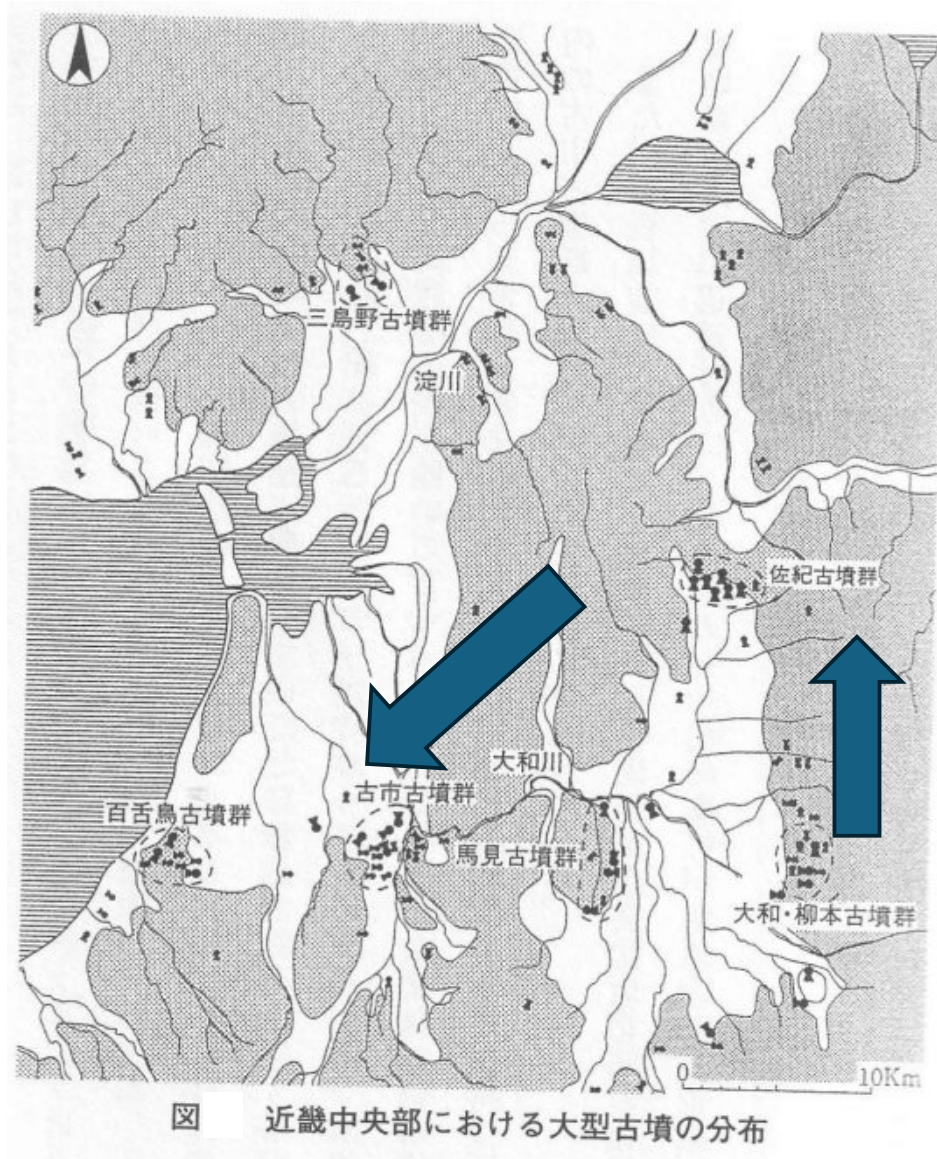 三島野古墳群
淀川
佐紀古墳群
大和川
古市古墳群
百舌鳥古墳群
馬見古墳群
大和・柳本古墳群
0 10Km
図 近畿中央部における大型古墳の分布